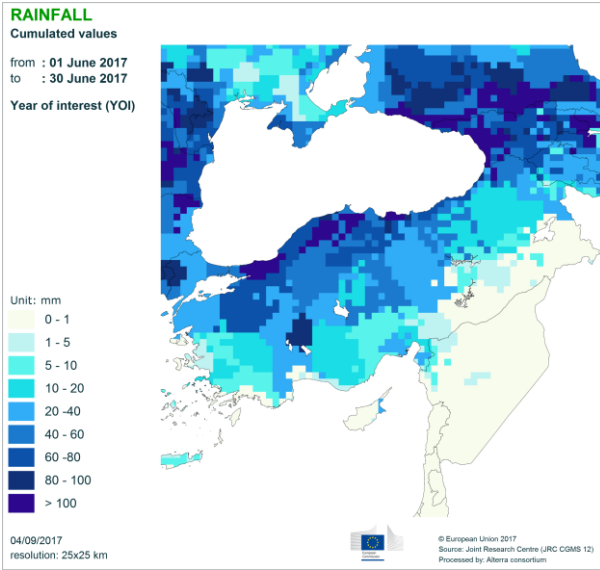 RAINFALL
Cumulated values
from : 01 June 2017
to : 30 June 2017
Year of interest (YOI)
Unit: mm
0 - 1
1 - 5
5 - 10
10 - 20
20 -40
40 - 60
60 -80
80 - 100
> 100
04/09/2017
resolution: 25x25 km
European
Commission
© European Union 2017
Source: Joint Research Centre (JRC CGMS 12)
Processed by: Alterra consortium